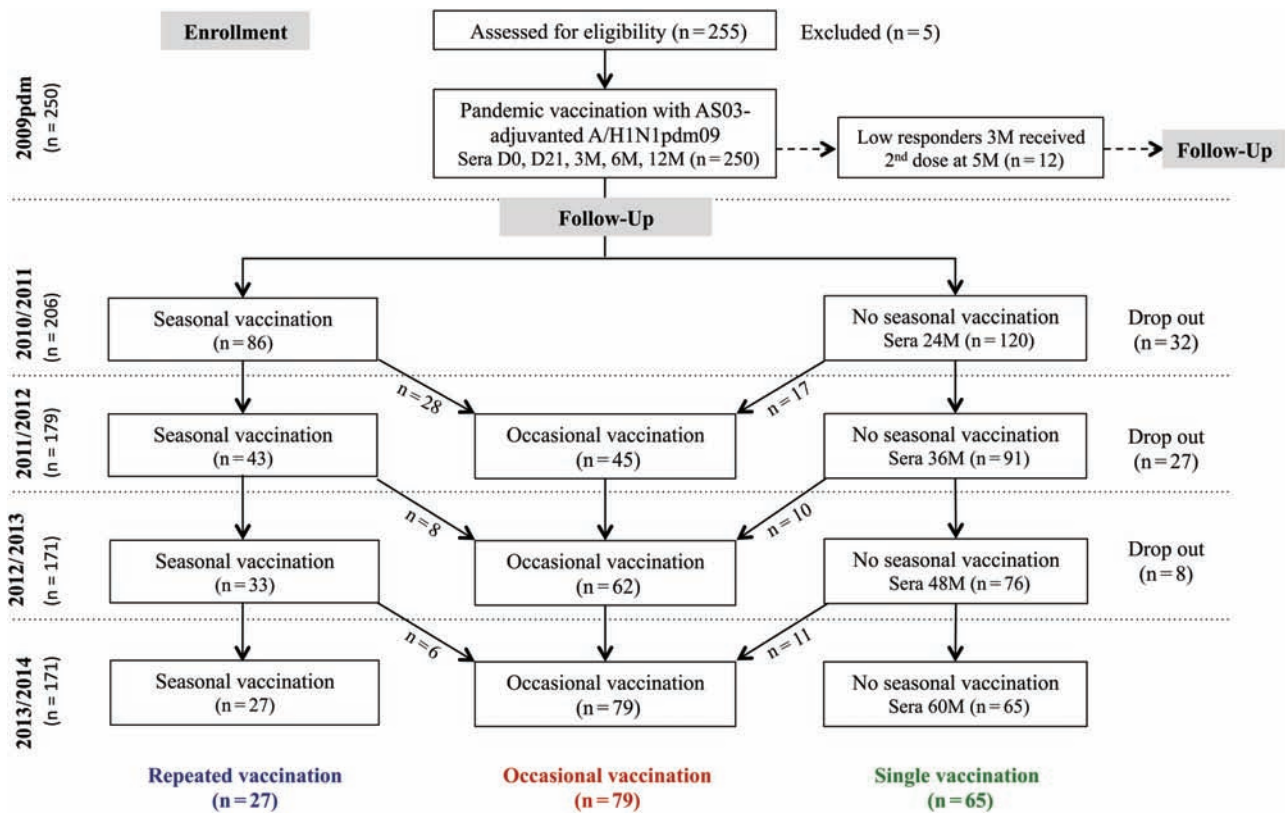 Enrollment
Assessed for eligibility (n = 255)
Excluded (n = 5)
2009pdm
(n = 250)
Pandemic vaccination with AS03-
adjuvanted A/H1N1pdm09
Sera D0, D21, 3M, 6M, 12M (n = 250)
Low responders 3M received
2nd dose at 5M (n = 12)
Follow-Up
Follow-Up
2010/2011
(n = 206)
Seasonal vaccination
(n = 86)
No seasonal vaccination
Sera 24M (n = 120)
Drop out
(n = 32)
n = 28
n = 17
2011/2012
(n = 179)
Seasonal vaccination
(n = 43)
Occasional vaccination
(n = 45)
No seasonal vaccination
Sera 36M (n = 91)
Drop out
(n = 27)
n = 8
n = 10
2012/2013
(n = 171)
Seasonal vaccination
(n = 33)
Occasional vaccination
(n = 62)
No seasonal vaccination
Sera 48M (n = 76)
Drop out
(n = 8)
n = 6
n = 11
2013/2014
(n = 171)
Seasonal vaccination
(n = 27)
Occasional vaccination
(n = 79)
No seasonal vaccination
Sera 60M (n = 65)
Repeated vaccination
(n = 27)
Occasional vaccination
(n = 79)
Single vaccination
(n = 65)